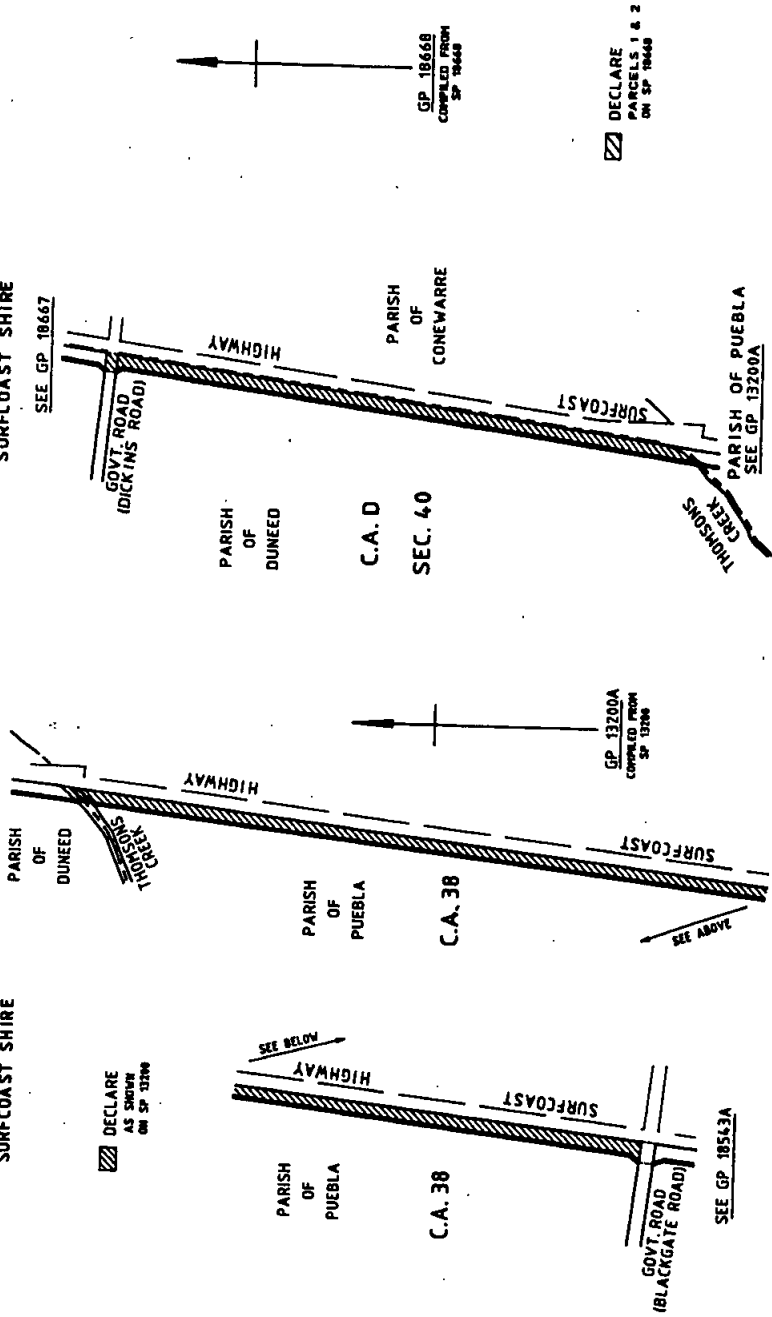 SURFCOAST SHIRE
DECLARE
AS SHOWN
ON SP 13200
SEE BELOW
HIGHWAY
SURFCOAST
PARISH
OF
PUEBLA
C.A. 38
GOVT. ROAD
(BLACKGATE ROAD)
SEE GP 18543A
PARISH
OF
DUNEED
THOMSONS
CREEK
HIGHWAY
SURFCOAST
PARISH
OF
PUEBLA
C.A. 38
SEE ABOVE
GP 13200A
COMPILED FROM
SP 13200
SURFCOAST SHIRE
SEE GP 18667
GOVT. ROAD
(DICKINS ROAD)
HIGHWAY
SURFCOAST
PARISH
OF
DUNEED
C.A. D
SEC. 40
PARISH
OF
CONEWARRE
THOMSONS
CREEK
PARISH OF PUEBLA
SEE GP 13200A
GP 18668
COMPILED FROM
SP 18668
DECLARE
PARCELS 1 & 2
ON SP 18668